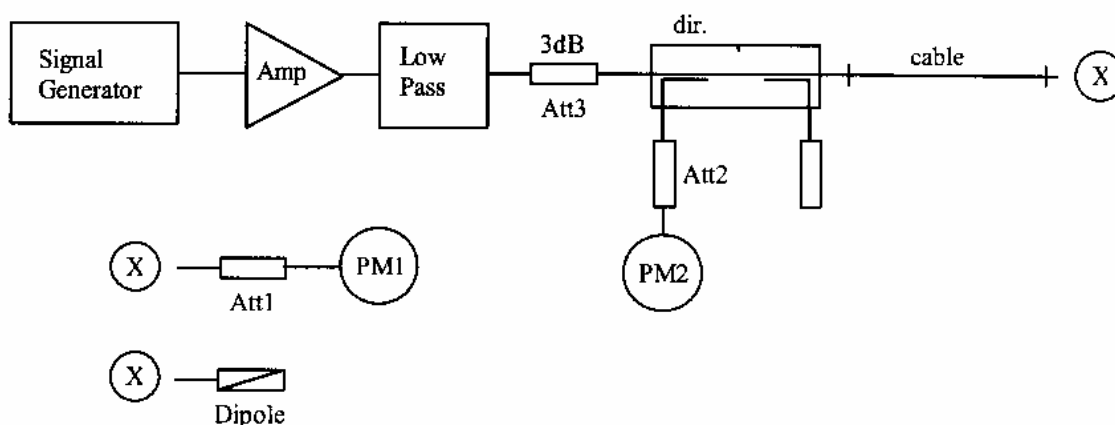 Signal
Generator
Amp
Low
Pass
3dB
Att3
dir.
cable
X
Att2
PM2
X
Att1
PM1
X
Dipole